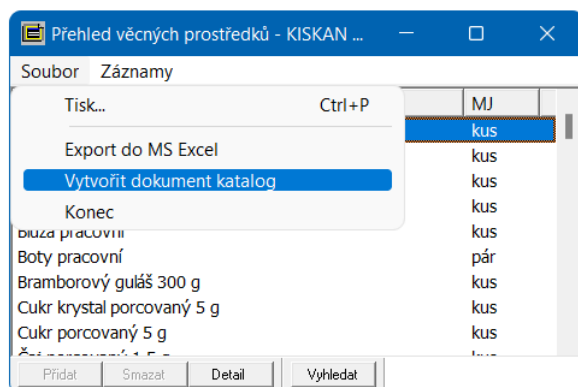 Přehled věcných prostředků - KISKAN ...
Soubor Záznamy
Tisk... Ctrl+P
MJ
kus
Export do MS Excel
kus
Vytvořit dokument katalog
kus
Konec
kus
Bluza pracovní kus
Boty pracovní pár
Bramborový guláš 300 g kus
Cukr krystal porcovaný 5 g kus
Cukr porcovaný 5 g kus
Přidat Smazat Detail Vyhledat